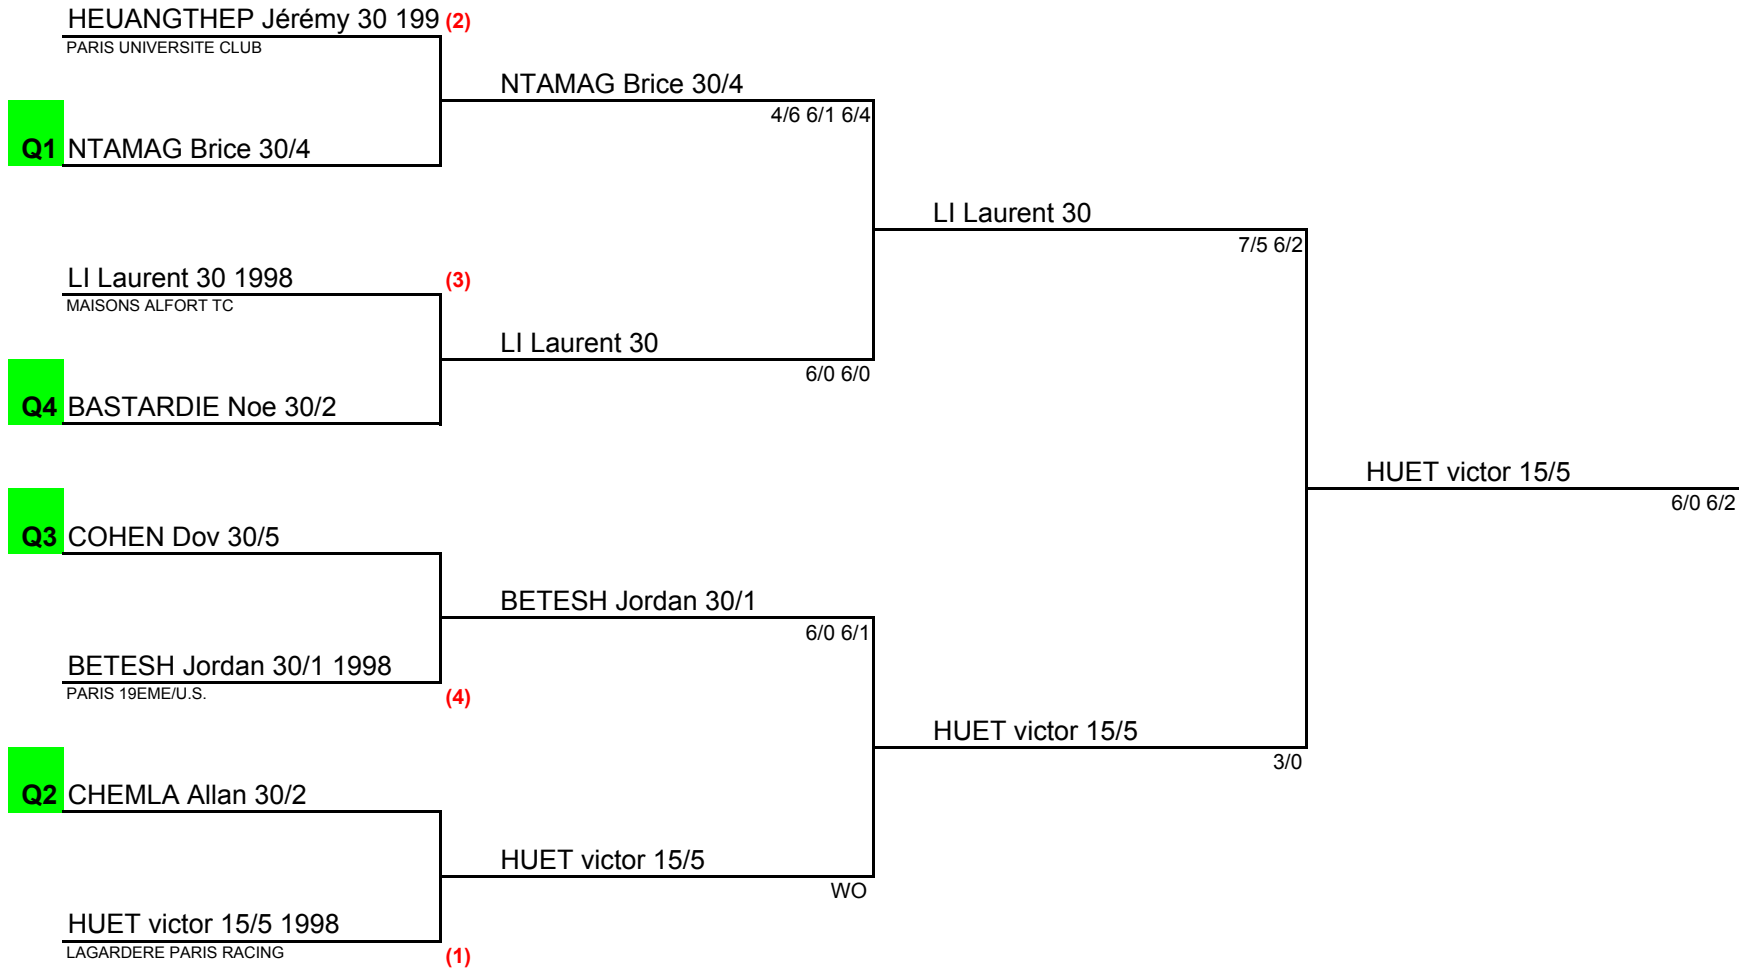 HEUANGTHEP Jérémy 30 199 (2)
PARIS UNIVERSITE CLUB
NTAMAG Brice 30/4
4/6 6/1 6/4
Q1 NTAMAG Brice 30/4
LI Laurent 30
7/5 6/2
LI Laurent 30 1998 (3)
MAISONS ALFORT TC
LI Laurent 30
6/0 6/0
Q4 BASTARDIE Noe 30/2
HUET victor 15/5
6/0 6/2
Q3 COHEN Dov 30/5
BETESH Jordan 30/1
6/0 6/1
BETESH Jordan 30/1 1998
PARIS 19EME/U.S. (4)
HUET victor 15/5
3/0
Q2 CHEMLA Allan 30/2
HUET victor 15/5
WO
HUET victor 15/5 1998
LAGARDERE PARIS RACING (1)